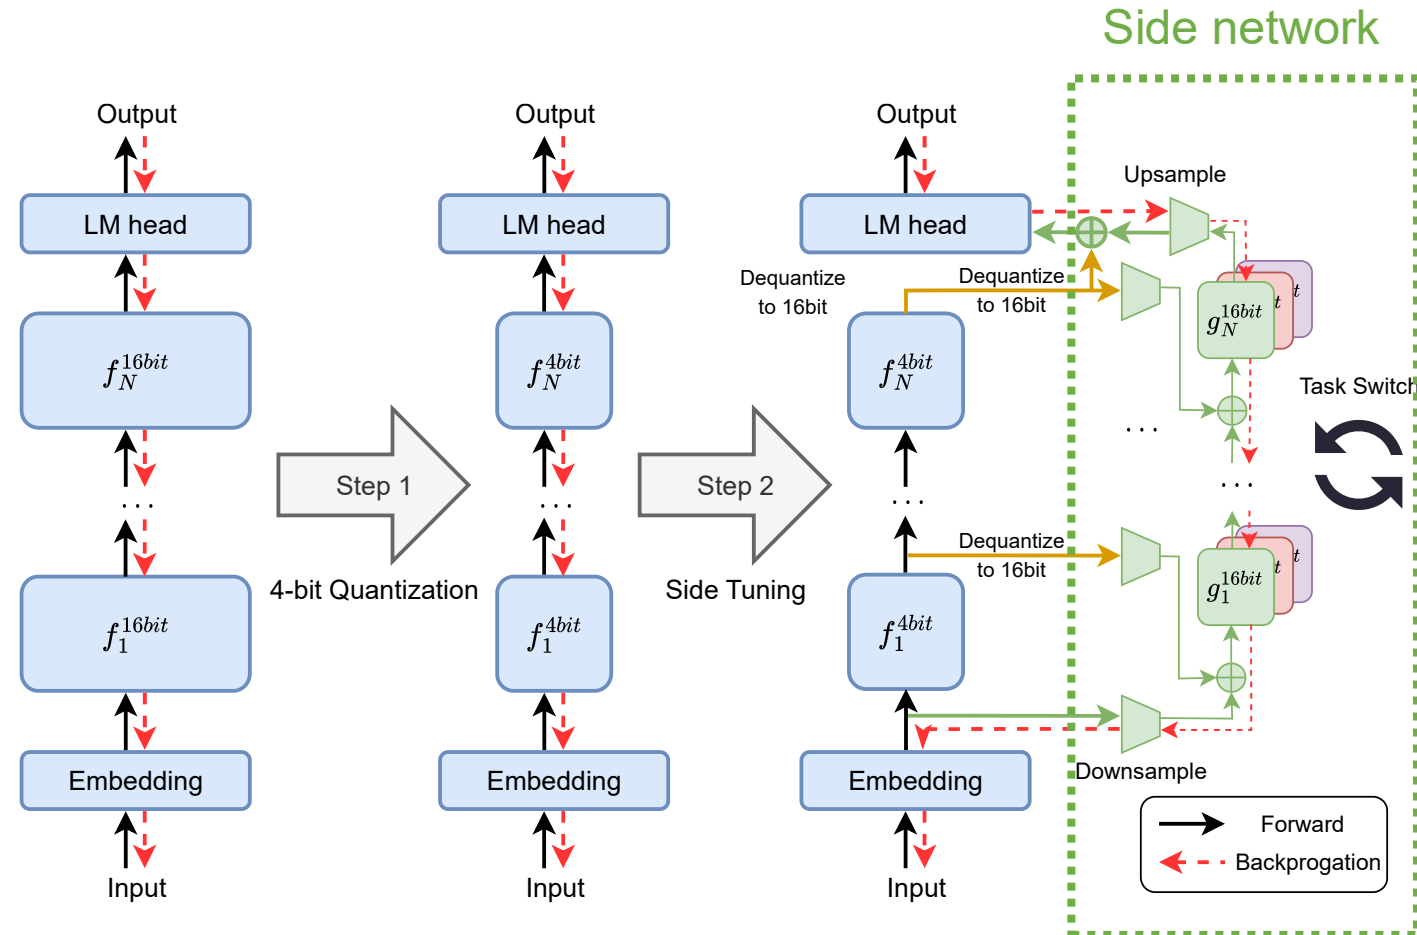 Side network
Output
LM head
f_N^{16bit}
. . .
f_1^{16bit}
Embedding
Input
Step 1
4-bit Quantization
Output
LM head
f_N^{4bit}
. . .
f_1^{4bit}
Embedding
Input
Step 2
Side Tuning
Output
LM head
Dequantize
to 16bit
f_N^{4bit}
. . .
f_1^{4bit}
Embedding
Input
Dequantize
to 16bit
Dequantize
to 16bit
Upsample
g_N^{16bit}
t
t
. . .
. . .
g_1^{16bit}
t
t
Downsample
Task Switch
Forward
Backprogation